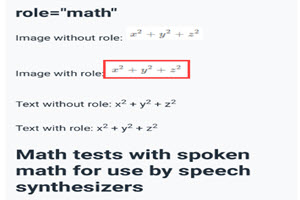 role="math"
Image without role: x² + y² + z²
Image with role: x² + y² + z²
Text without role: x² + y² + z²
Text with role: x² + y² + z²
Math tests with spoken
math for use by speech
synthesizers